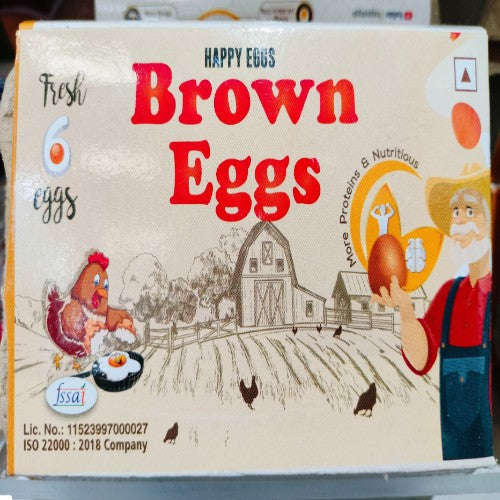 HAPPY EGGS
Brown
Eggs
Fresh
6
eggs
More Proteins & Nutritious
fssai
Lic. No.: 11523997000027
ISO 22000 : 2018 Company